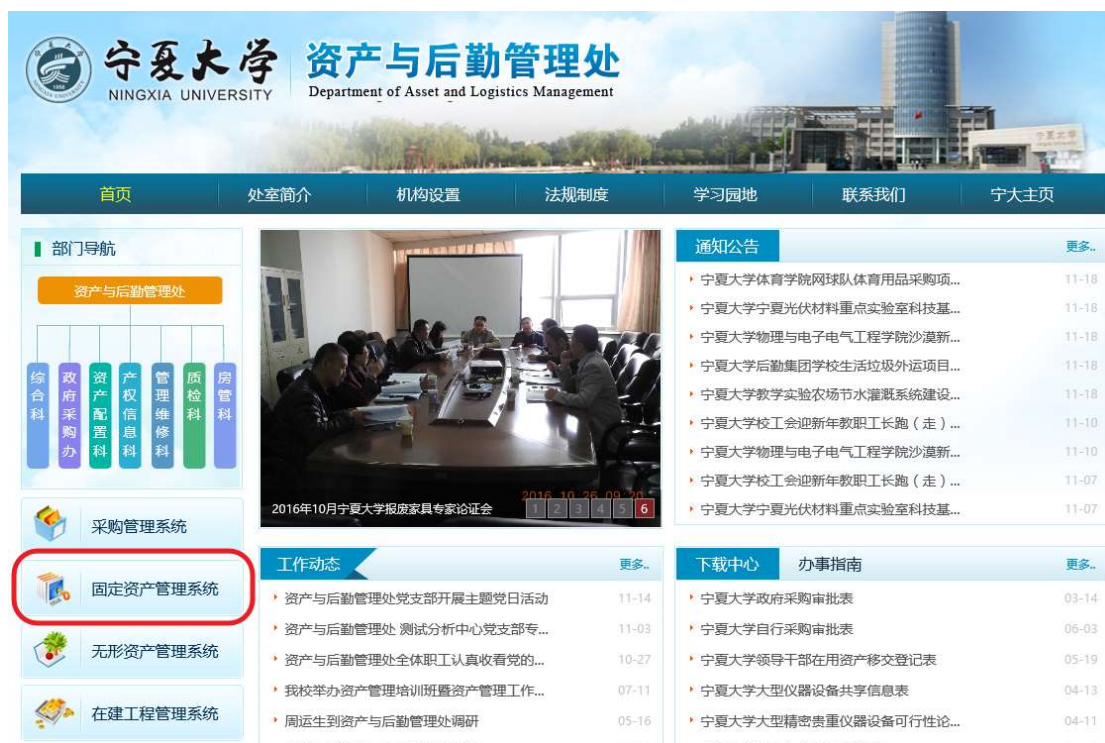 宁夏大学
NINGXIA UNIVERSITY
资产与后勤管理处
Department of Asset and Logistics Management
首页 处室简介 机构设置 法规制度 学习园地 联系我们 宁大主页
部门导航
资产与后勤管理处
综合科
政府采购办
资产配置科
产权信息科
管理维修科
质检科
房管科
采购管理系统
固定资产管理系统
无形资产管理系统
在建工程管理系统
2016 10 26 09:20
2016年10月宁夏大学报废家具专家论证会
1 2 3 4 5 6
通知公告 更多..
宁夏大学体育学院网球队体育用品采购项... 11-18
宁夏大学宁夏光伏材料重点实验室科技基... 11-18
宁夏大学物理与电子电气工程学院沙漠新... 11-18
宁夏大学后勤集团学校生活垃圾外运项目... 11-18
宁夏大学教学实验农场节水灌溉系统建设... 11-18
宁夏大学校工会迎新年教职工长跑（走）... 11-10
宁夏大学物理与电子电气工程学院沙漠新... 11-10
宁夏大学校工会迎新年教职工长跑（走）... 11-07
宁夏大学宁夏光伏材料重点实验室科技基... 11-07
工作动态 更多..
资产与后勤管理处党支部开展主题党日活动 11-14
资产与后勤管理处 测试分析中心党支部专... 11-03
资产与后勤管理处全体职工认真收看党的... 10-27
我校举办资产管理培训班暨资产管理工作... 07-11
周运生到资产与后勤管理处调研 05-16
下载中心 办事指南 更多..
宁夏大学政府采购审批表 03-14
宁夏大学自行采购审批表 06-03
宁夏大学领导干部在用资产移交登记表 05-19
宁夏大学大型仪器设备共享信息表 04-13
宁夏大学大型精密贵重仪器设备可行性论... 04-11